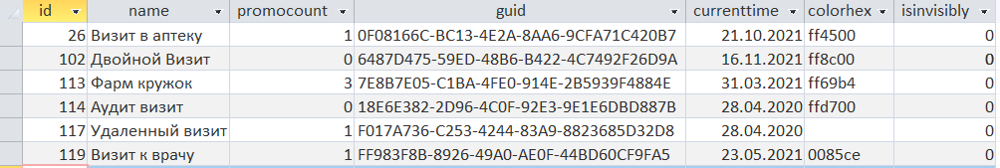 id name promocount guid currenttime colorhex isinvisibly
26 Визит в аптеку 1 0F08166C-BC13-4E2A-8AA6-9CFA71C420B7 21.10.2021 ff4500 0
102 Двойной Визит 0 6487D475-59ED-48B6-B422-4C7492F26D9A 16.11.2021 ff8c00 0
113 Фарм кружок 3 7E8B7E05-C1BA-4FE0-914E-2B5939F4884E 31.03.2021 ff69b4 0
114 Аудит визит 0 18E6E382-2D96-4C0F-92E3-9E1E6DBD887B 28.04.2020 ffd700 0
117 Удаленный визит 1 F017A736-C253-4244-83A9-8823685D32D8 28.04.2020 0
119 Визит к врачу 1 FF983F8B-8926-49A0-AE0F-44BD60CF9FA5 23.05.2021 0085ce 0